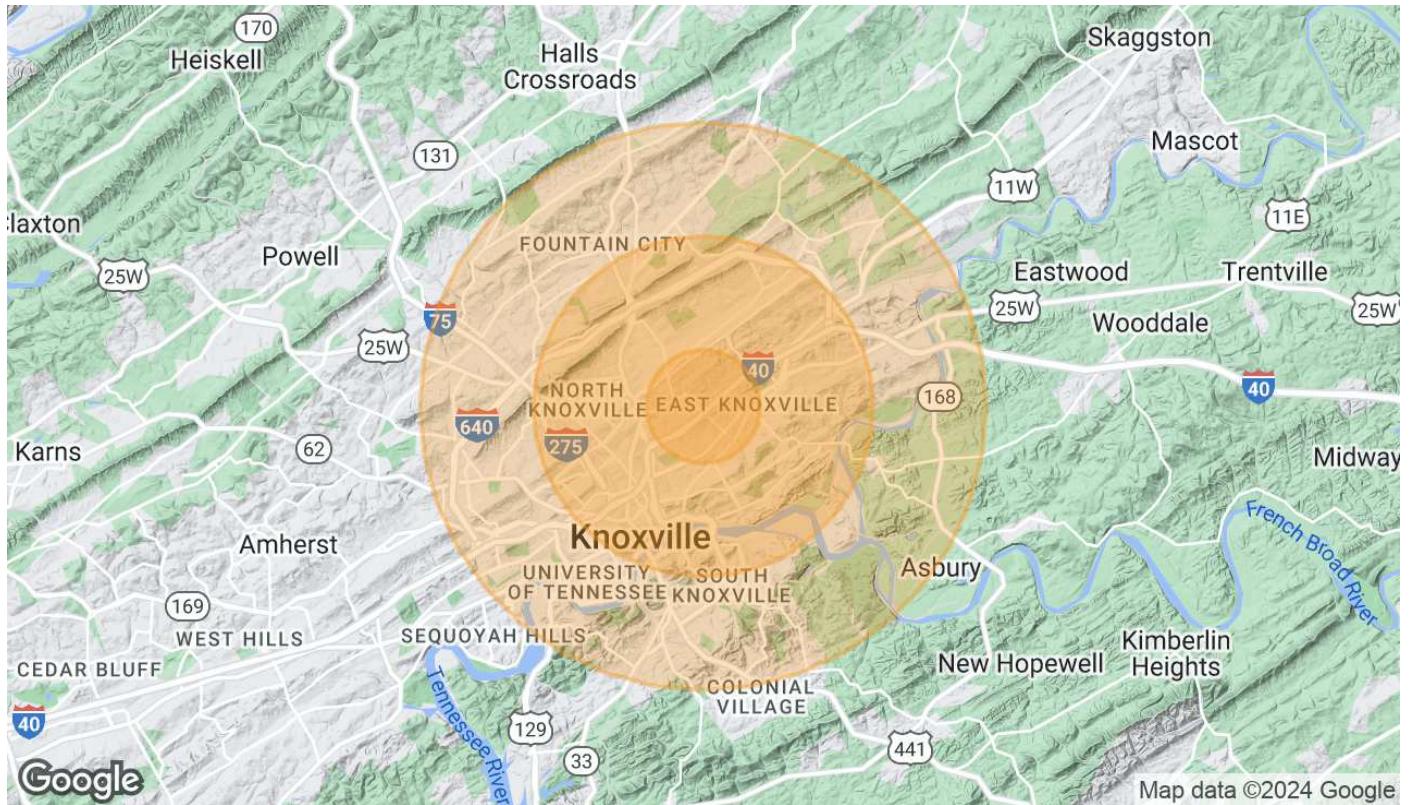 170
Heiskell
Halls
Crossroads
Skaggston
131
Mascot
11W
Claxton
11E
FOUNTAIN CITY
Powell
25W
Eastwood
Trentville
25W
25W
75
Wooddale
25W
40
40
NORTH
KNOXVILLE
EAST KNOXVILLE
168
640
275
62
Karns
Midway
Knoxville
Amherst
UNIVERSITY
OF TENNESSEE
SOUTH
KNOXVILLE
Asbury
French Broad River
169
WEST HILLS
SEQUOYAH HILLS
CEDAR BLUFF
New Hopewell
Kimberlin
Heights
COLONIAL
VILLAGE
Tennessee River
40
129
33
441
Google
Map data ©2024 Google